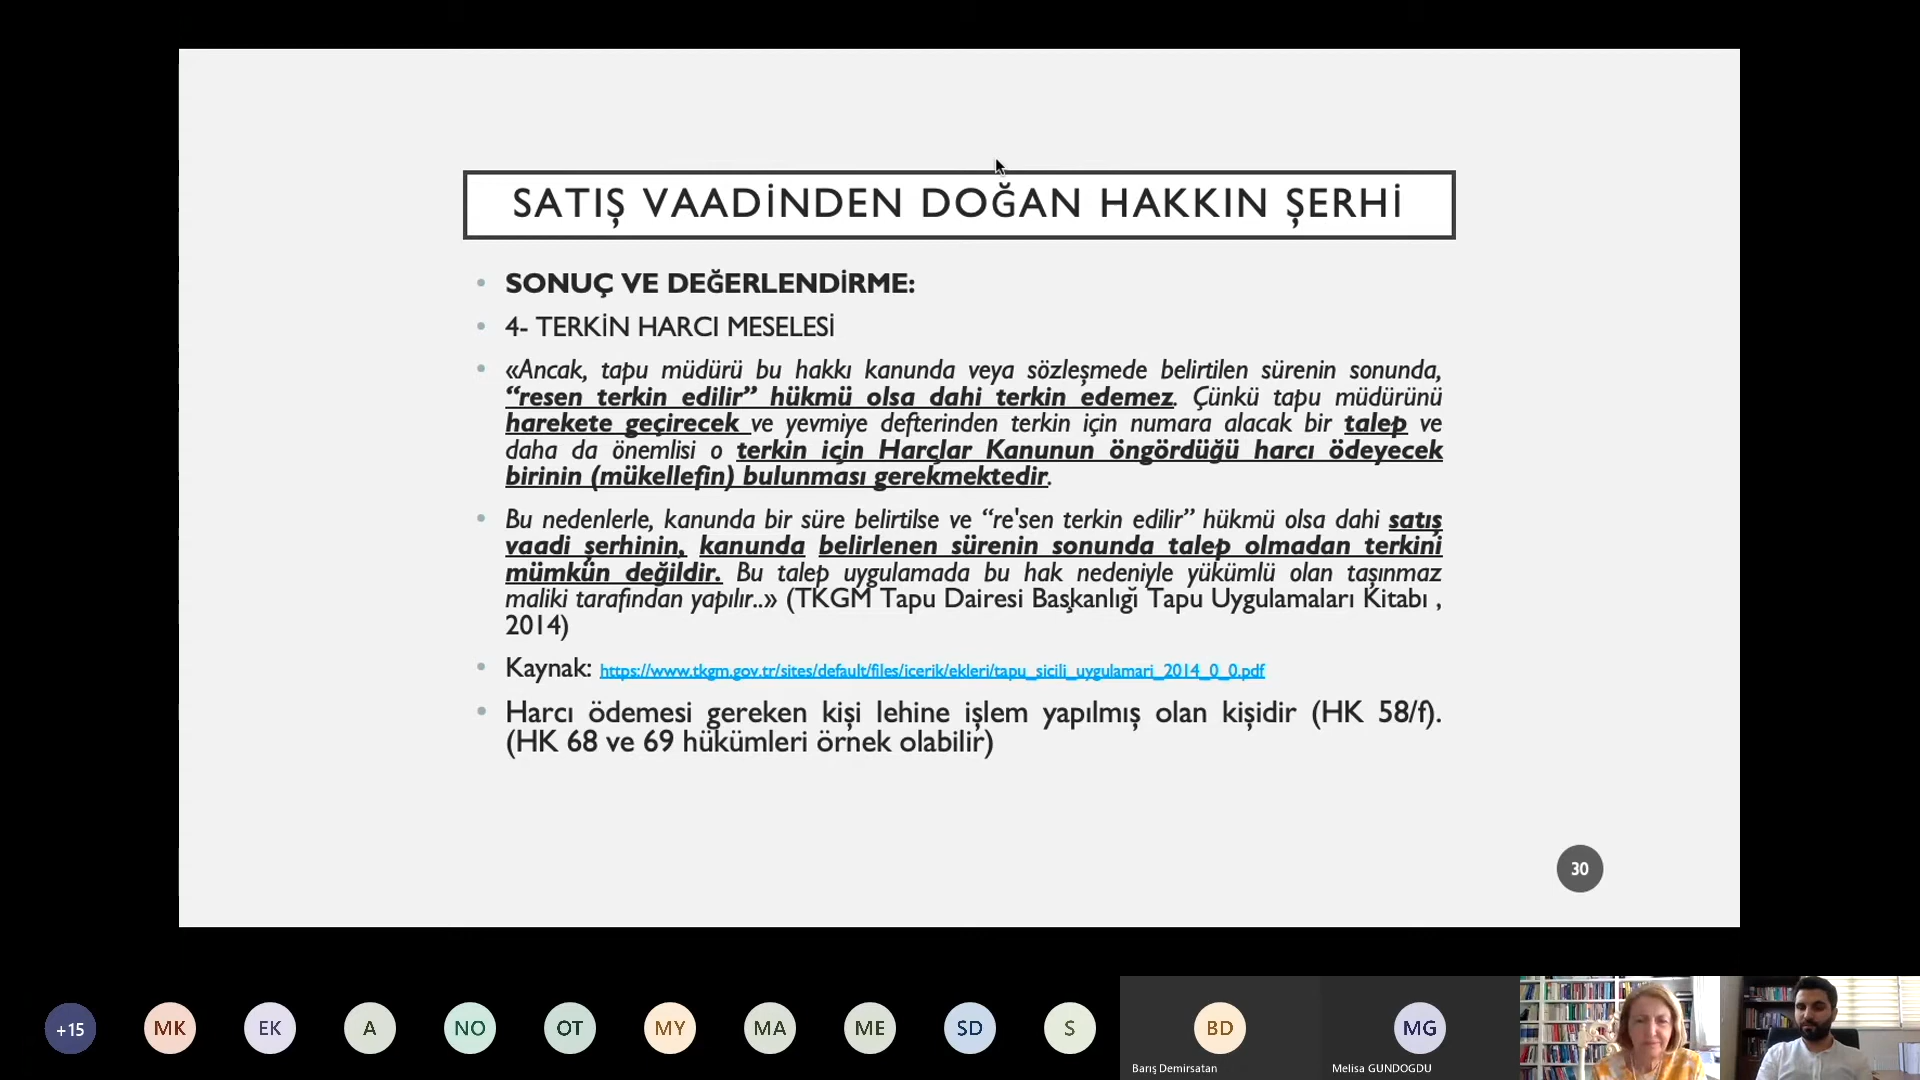 SATIŞ VAADİNDEN DOĞAN HAKKIN ŞERHİ
• SONUÇ VE DEĞERLENDİRME:
• 4- TERKİN HARCI MESELESİ
• «Ancak, tapu müdürü bu hakkı kanunda veya sözleşmede belirtilen sürenin sonunda,
“resen terkin edilir” hükmü olsa dahi terkin edemez. Çünkü tapu müdürünü
harekete geçirecek ve yevmiye defterinden terkin için numara alacak bir talep ve
daha da önemlisi o terkin için Harçlar Kanunun öngördüğü harcı ödeyecek
birinin (mükellefin) bulunması gerekmektedir.
• Bu nedenlerle, kanunda bir süre belirtilse ve “re'sen terkin edilir” hükmü olsa dahi satış
vaadi şerhinin, kanunda belirlenen sürenin sonunda talep olmadan terkini
mümkün değildir. Bu talep uygulamada bu hak nedeniyle yükümlü olan taşınmaz
maliki tarafından yapılır..» (TKGM Tapu Dairesi Başkanlığı Tapu Uygulamaları Kitabı ,
2014)
• Kaynak: https://www.tkgm.gov.tr/sites/default/files/icerik/ekleri/tapu_sicili_uygulamari_2014_0_0.pdf
• Harcı ödemesi gereken kişi lehine işlem yapılmış olan kişidir (HK 58/f).
(HK 68 ve 69 hükümleri örnek olabilir)
30
+15 MK EK A NO OT MY MA ME SD S BD MG
Barış Demirsatan Melisa GUNDOGDU